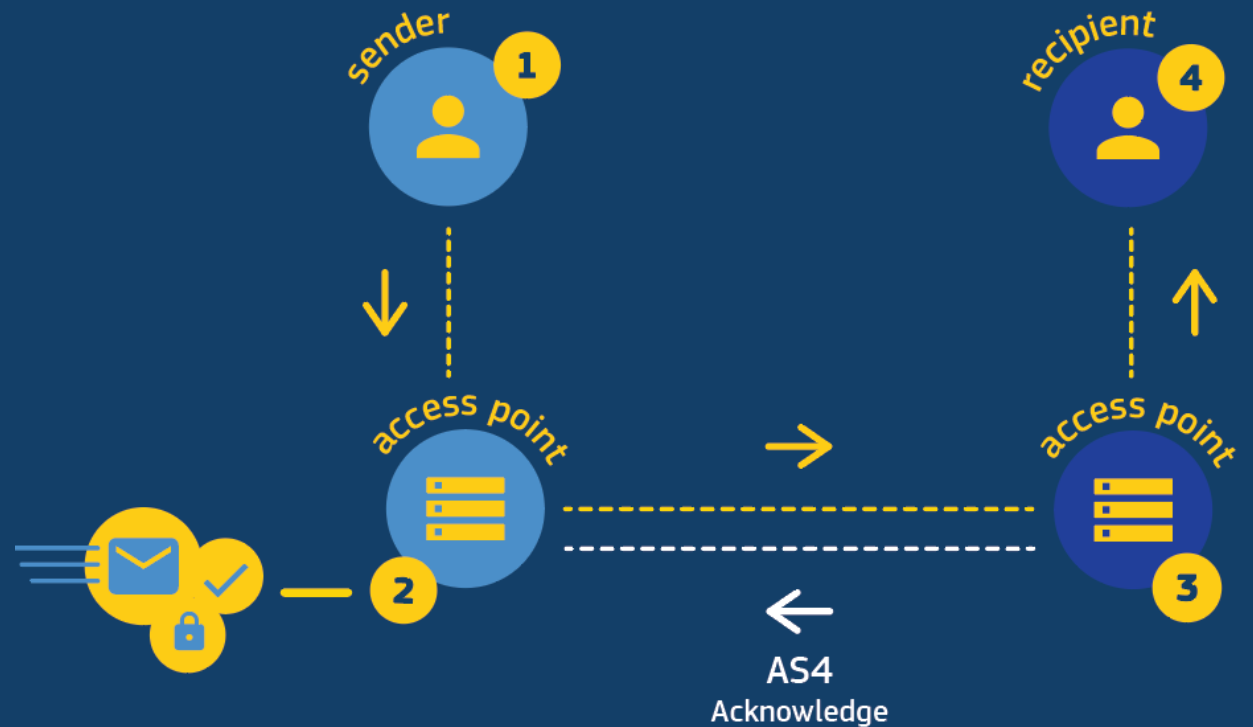 sender
1
recipient
4
access point
2
access point
3
AS4
Acknowledge